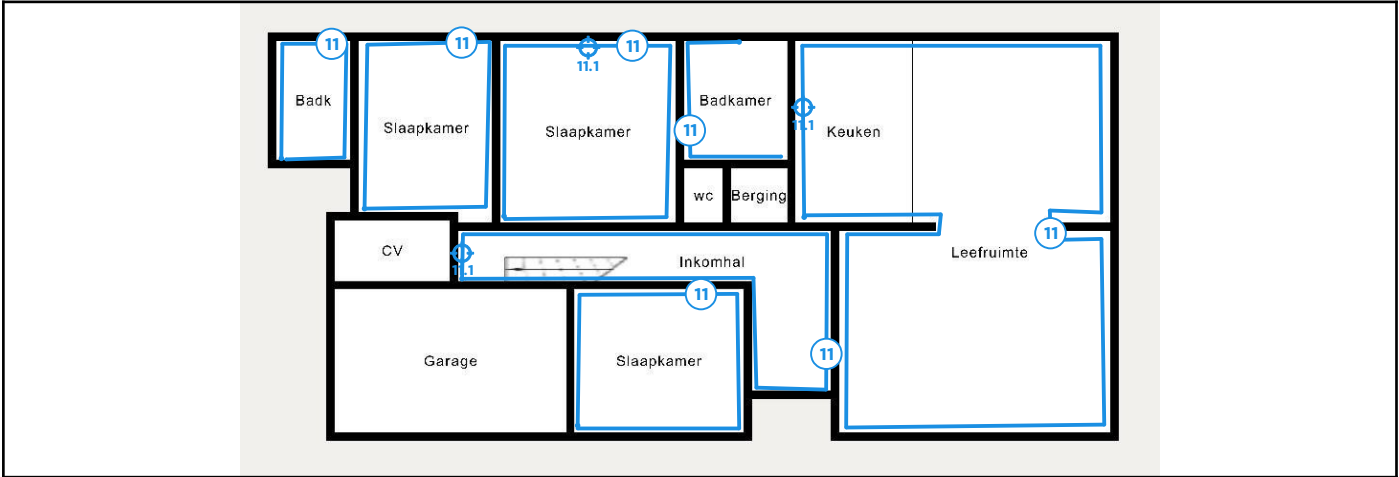 11
11
11
11.1
Badk
Slaapkamer
Slaapkamer
Badkamer
11
11.1
Keuken
wc
Berging
11
CV
11.1
Inkomhal
Leefruimte
11
Garage
Slaapkamer
11